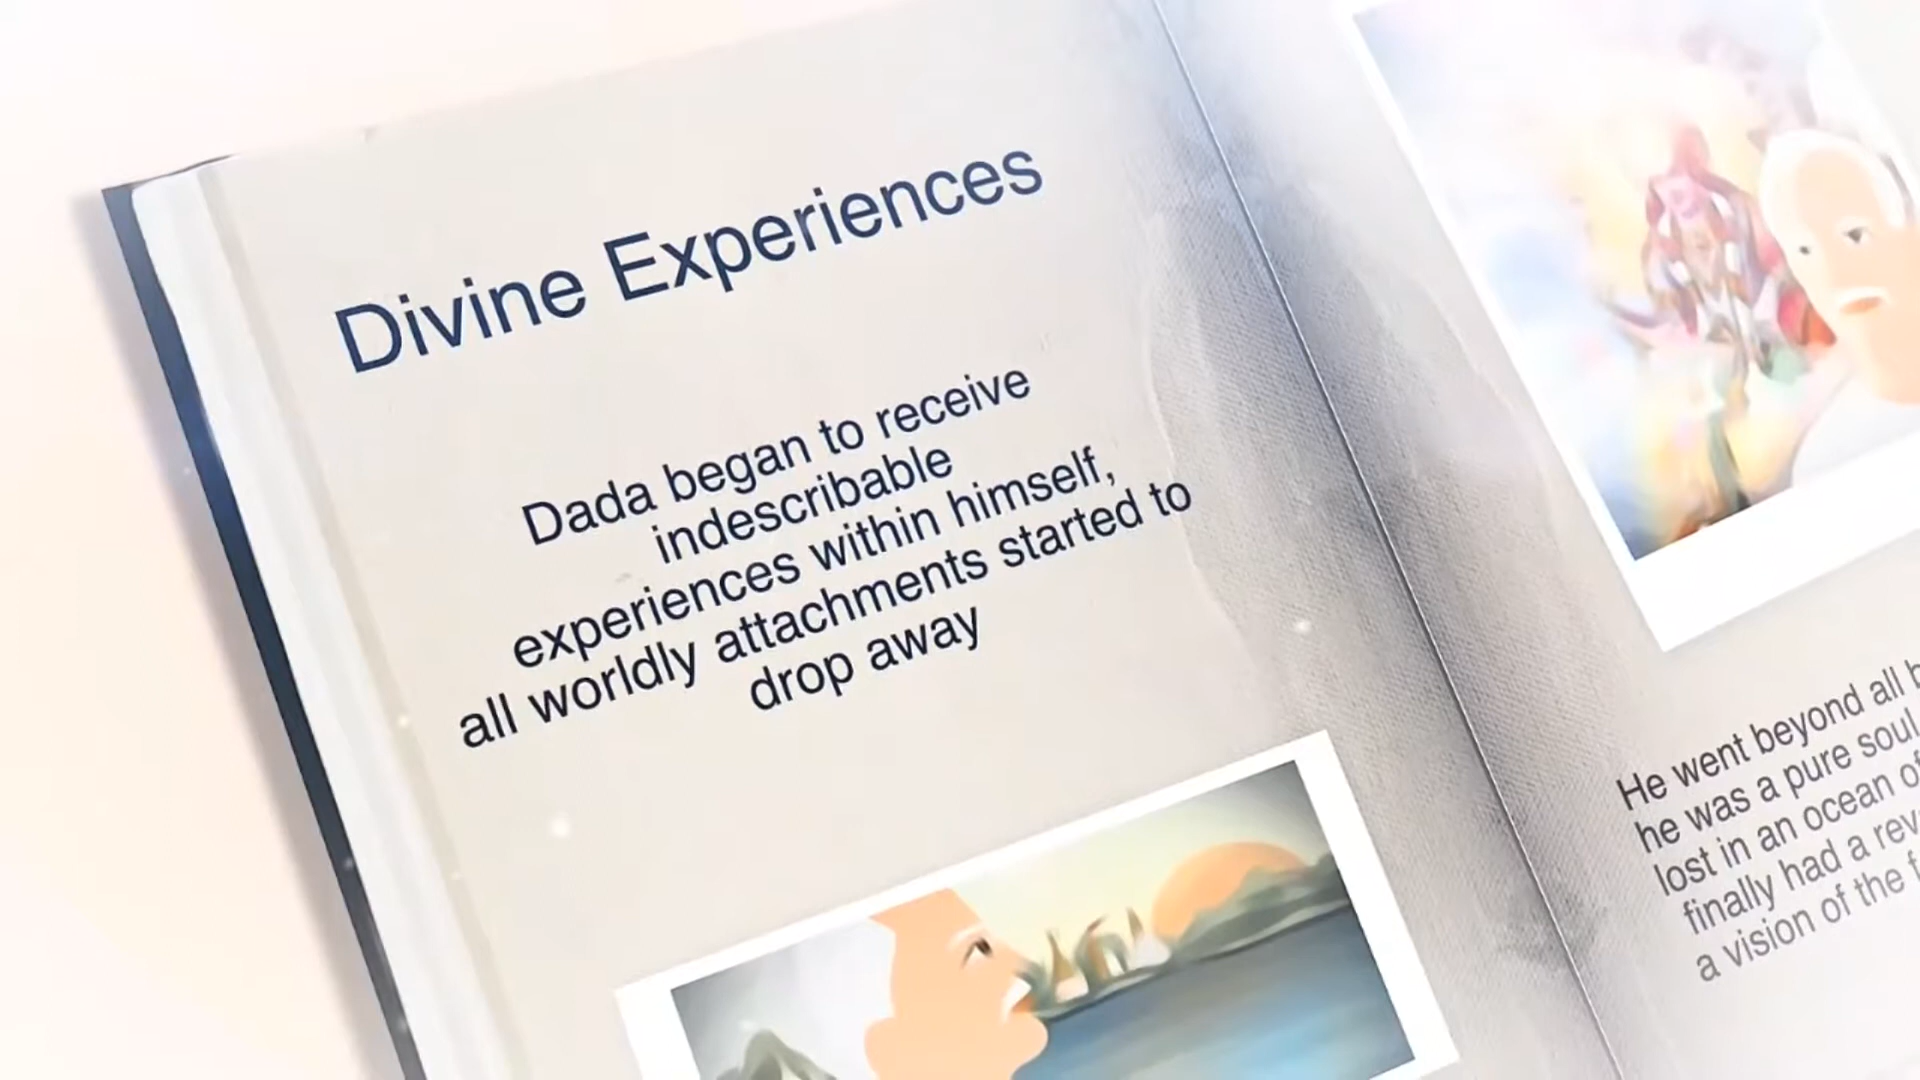 Divine Experiences
Dada began to receive
indescribable
experiences within himself,
all worldly attachments started to
drop away
He went beyond all
he was a pure soul
lost in an ocean of
finally had a
a vision of the